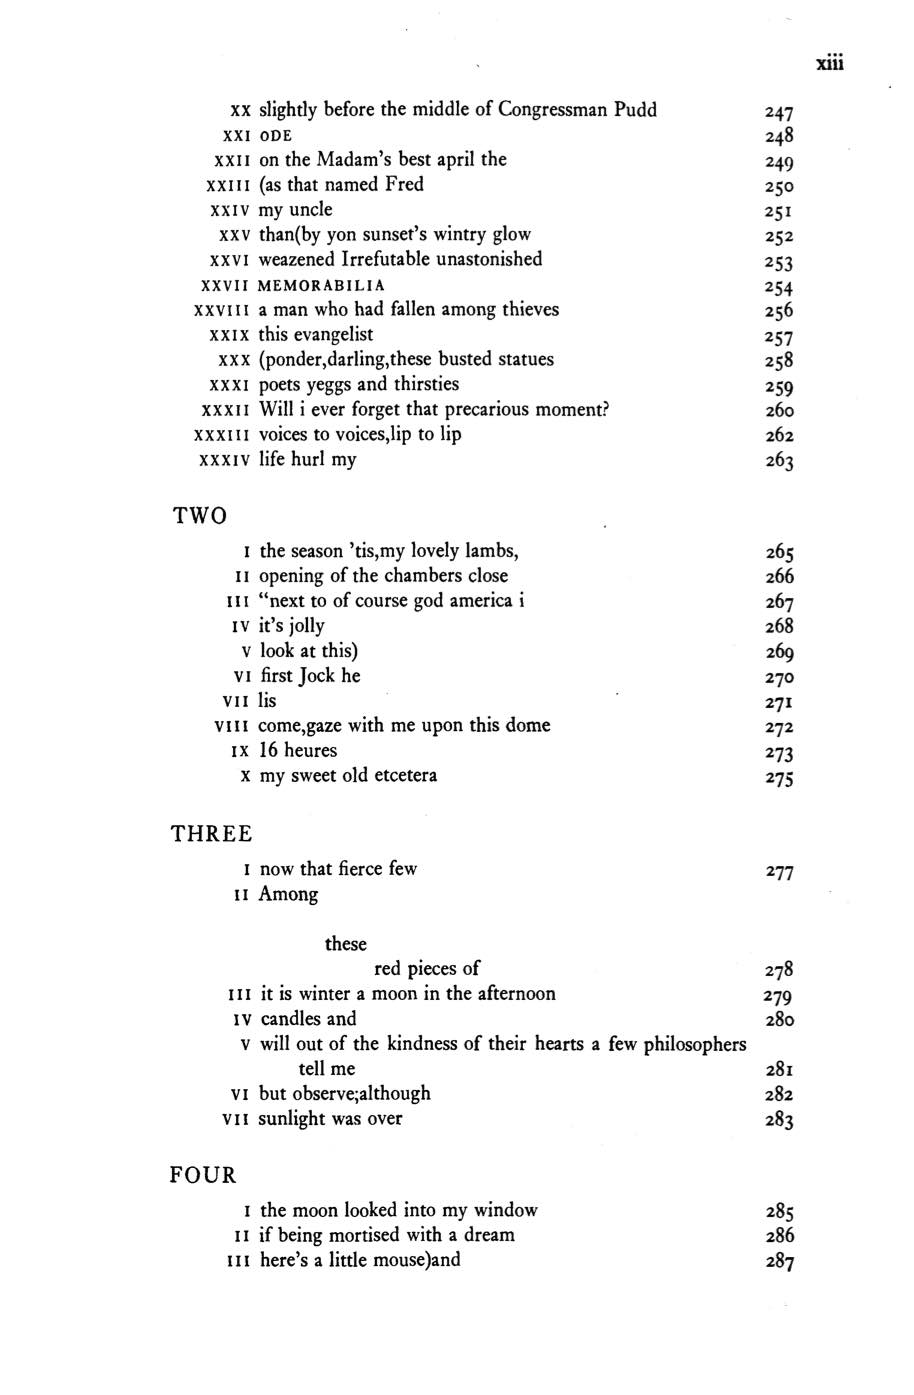 xiii
XX slightly before the middle of Congressman Pudd 247
XXI ODE 248
XXII on the Madam's best april the 249
XXIII (as that named Fred 250
XXIV my uncle 251
XXV than(by yon sunset's wintry glow 252
XXVI weazened Irrefutable unastonished 253
XXVII MEMORABILIA 254
XXVIII a man who had fallen among thieves 256
XXIX this evangelist 257
XXX (ponder,darling,these busted statues 258
XXXI poets yeggs and thirsties 259
XXXII Will i ever forget that precarious moment? 260
XXXIII voices to voices,lip to lip 262
XXXIV life hurl my 263
TWO
I the season 'tis,my lovely lambs, 265
II opening of the chambers close 266
III "next to of course god america i 267
IV it's jolly 268
V look at this) 269
VI first Jock he 270
VII lis 271
VIII come,gaze with me upon this dome 272
IX 16 heures 273
X my sweet old etcetera 275
THREE
I now that fierce few 277
II Among
these
red pieces of 278
III it is winter a moon in the afternoon 279
IV candles and 280
V will out of the kindness of their hearts a few philosophers
tell me 281
VI but observe;although 282
VII sunlight was over 283
FOUR
I the moon looked into my window 285
II if being mortised with a dream 286
III here's a little mouse)and 287